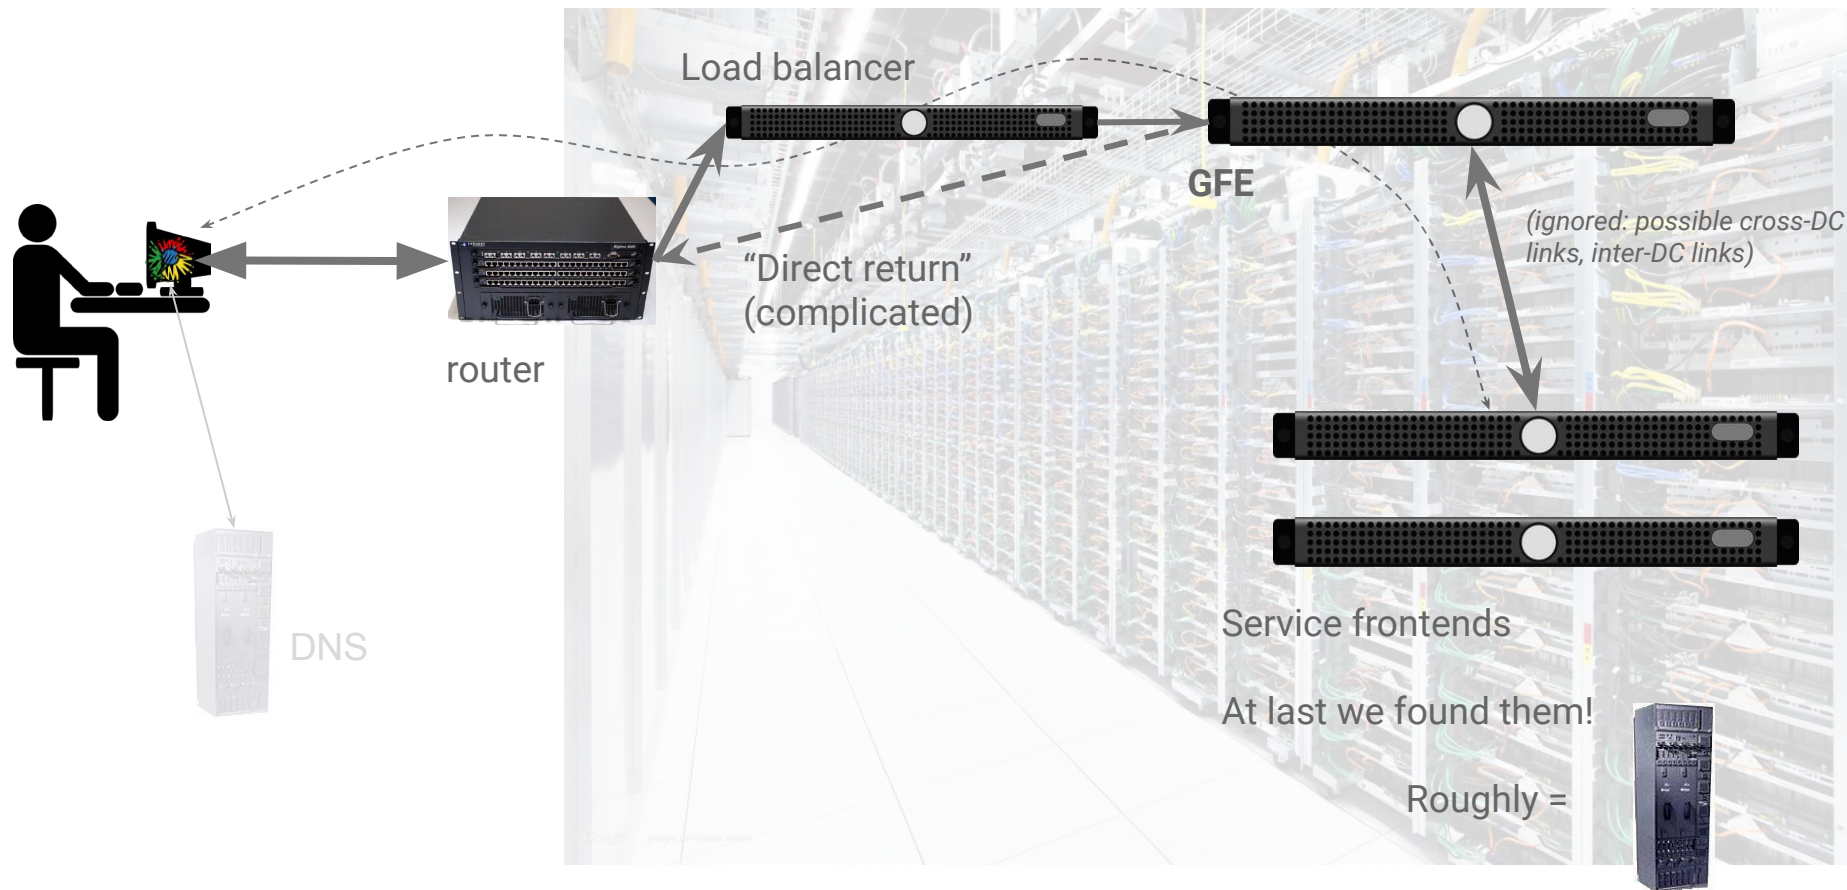 Load balancer
GFE
(ignored: possible cross-DC
links, inter-DC links)
“Direct return”
(complicated)
router
DNS
Service frontends
At last we found them!
Roughly =